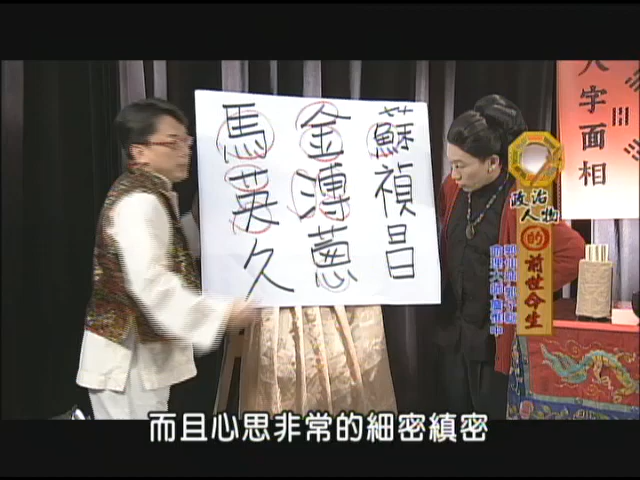 蘇禎昌
金溥蔥
馬英久
八字面相
政治
人物
的
前世今生
而且心思非常的細密縝密